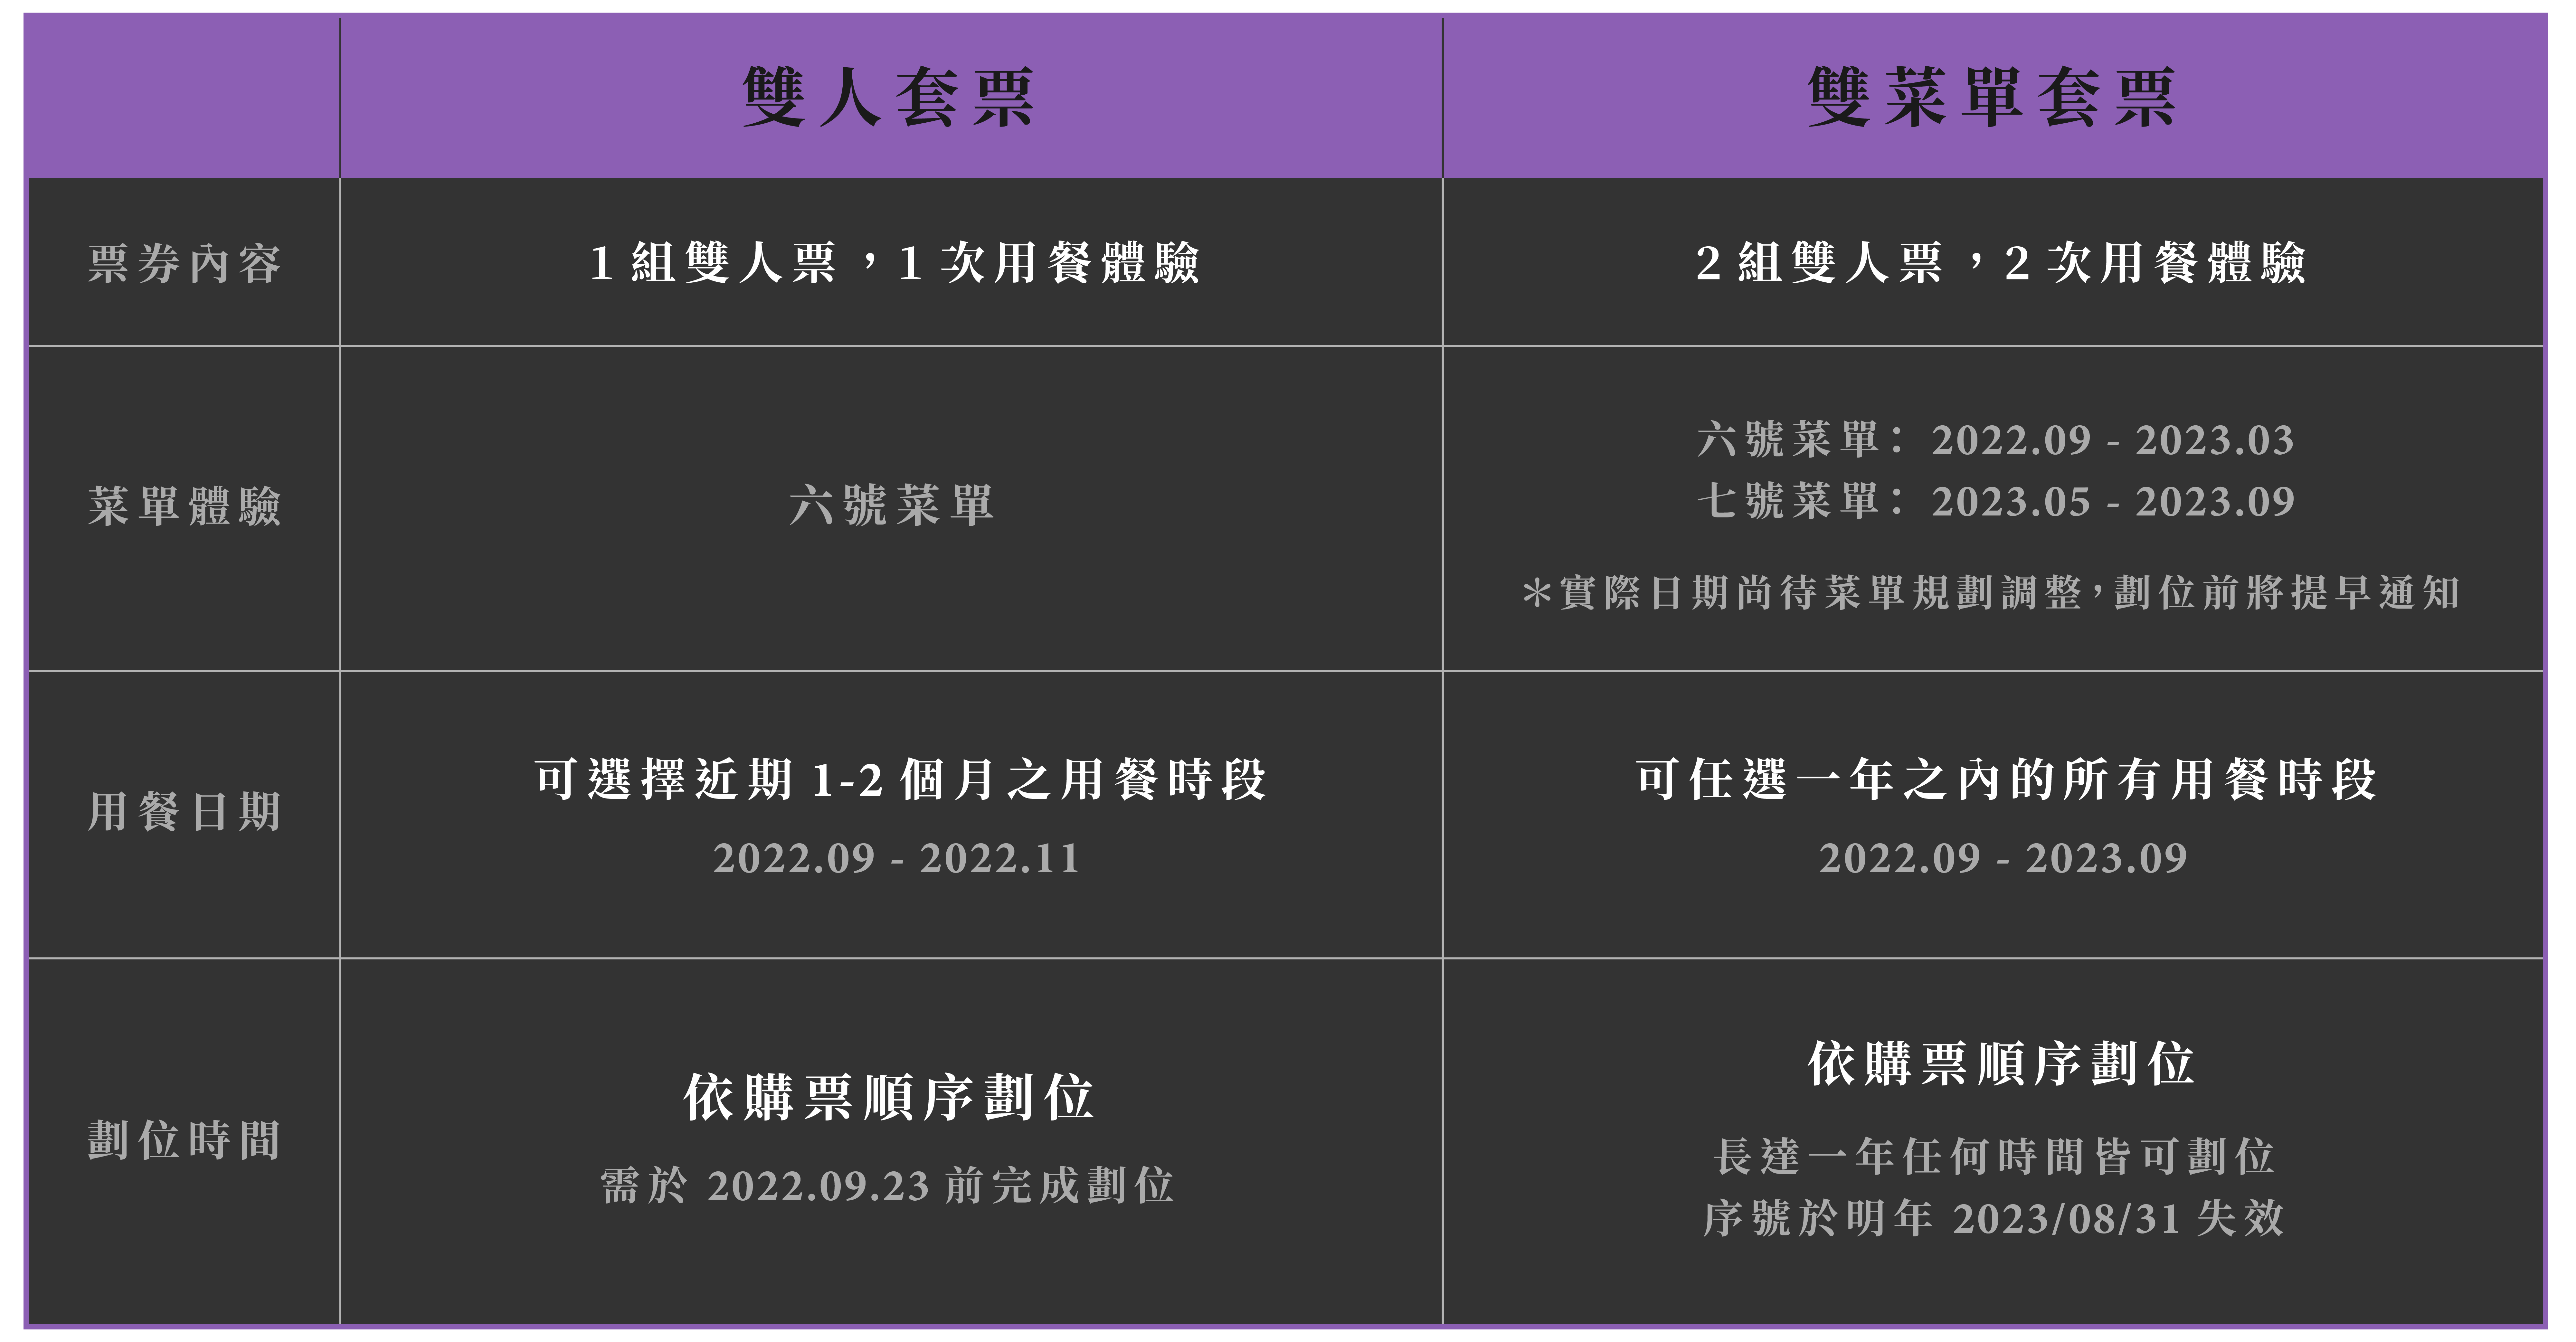 雙人套票
雙菜單套票
票券內容
1 組雙人票，1 次用餐體驗
2 組雙人票，2 次用餐體驗
菜單體驗
六號菜單
六號菜單： 2022.09 - 2023.03
七號菜單： 2023.05 - 2023.09
＊實際日期尚待菜單規劃調整，劃位前將提早通知
用餐日期
可選擇近期 1-2 個月之用餐時段
2022.09 - 2022.11
可任選一年之內的所有用餐時段
2022.09 - 2023.09
劃位時間
依購票順序劃位
需於 2022.09.23 前完成劃位
依購票順序劃位
長達一年任何時間皆可劃位
序號於明年 2023/08/31 失效